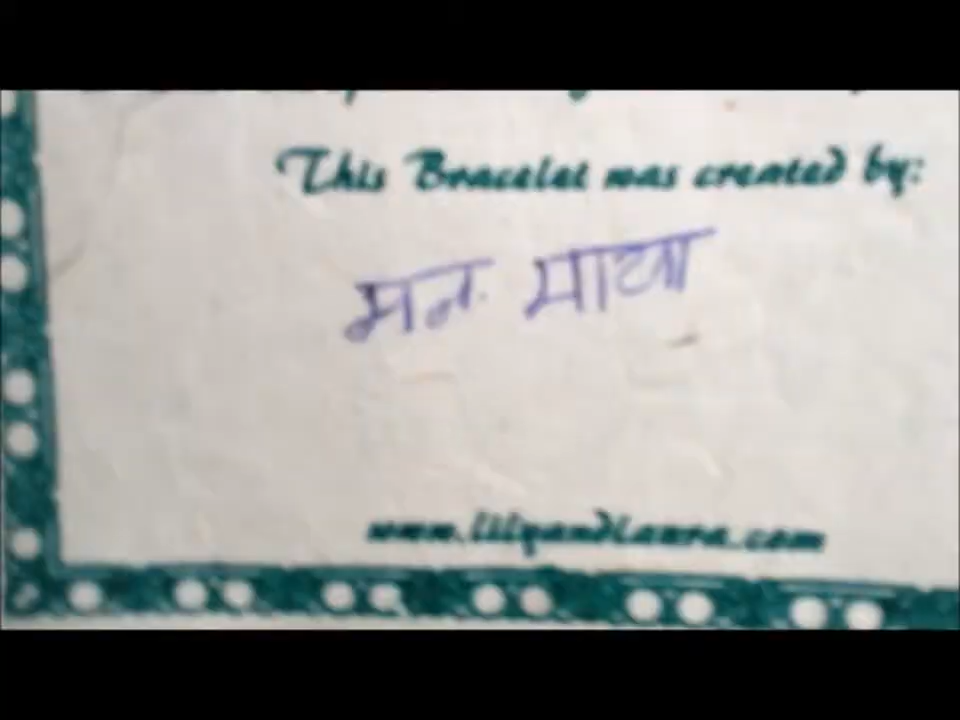 This Bracelet was created by:
मन माया
www.lilyandlaura.com